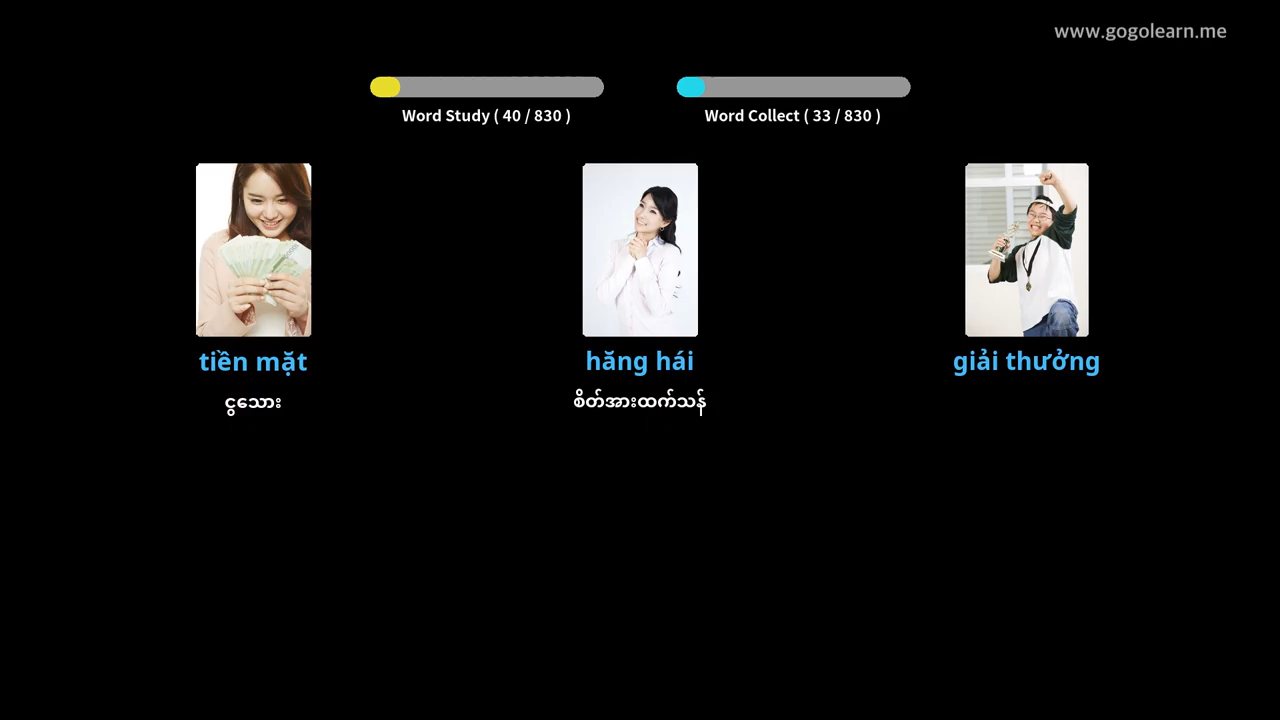 www.gogolearn.me
Word Study ( 40 / 830 )
Word Collect ( 33 / 830 )
tiền mặt
hăng hái
giải thưởng
ငွသေား
စိတ်အားထက်သန်